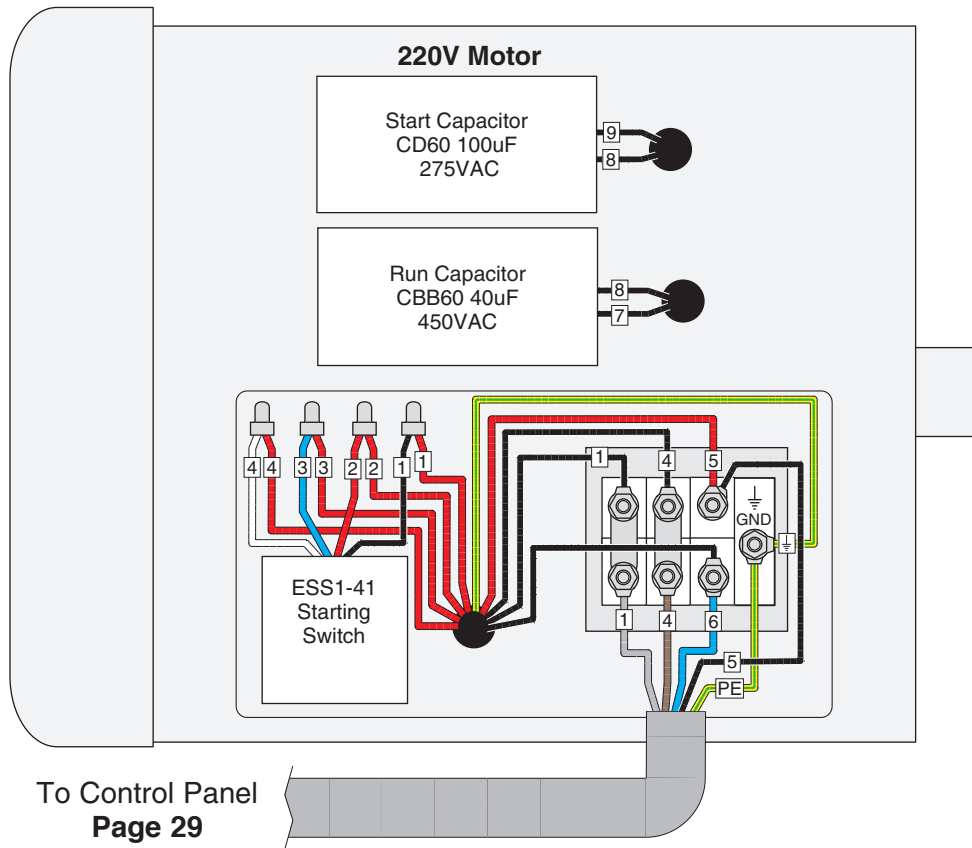 220V Motor
Start Capacitor
CD60 100uF
275VAC
9
8
Run Capacitor
CBB60 40uF
450VAC
8
7
4
4
3
3
2
2
1
1
1
4
5
GND
ESS1-41
Starting
Switch
1
4
6
5
PE
To Control Panel
Page 29